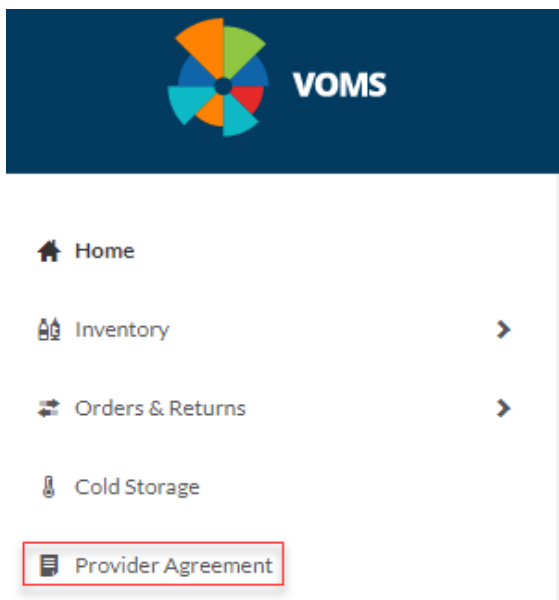 VOMS
Home
Inventory
Orders & Returns
Cold Storage
Provider Agreement